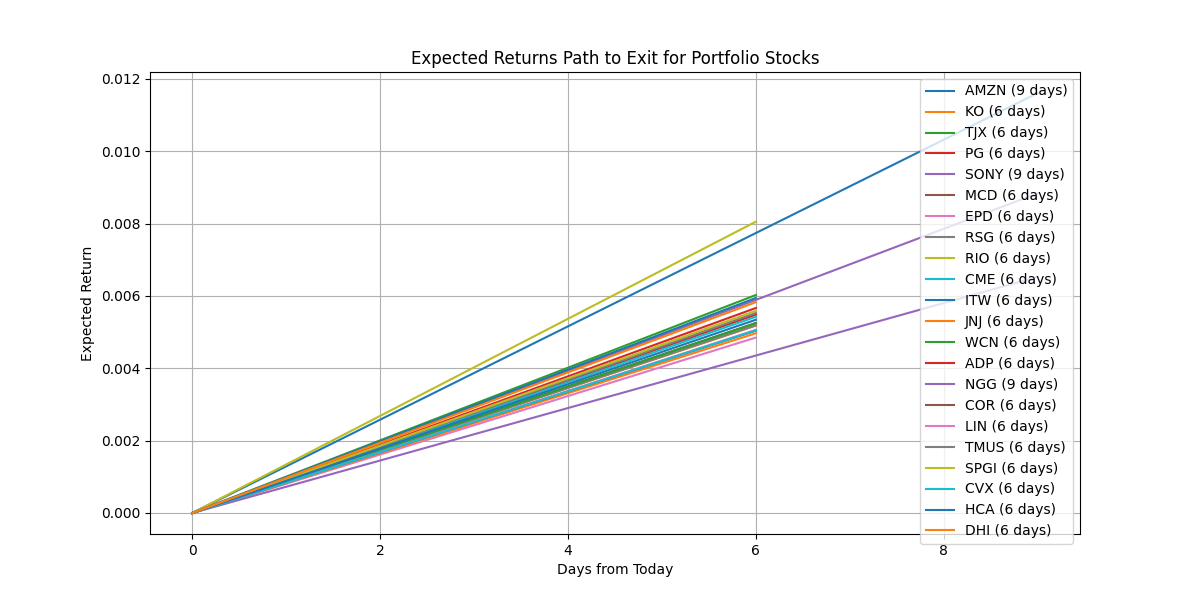 Expected Returns Path to Exit for Portfolio Stocks
Expected Return
0.012
0.010
0.008
0.006
0.004
0.002
0.000
0 2 4 6 8
Days from Today
AMZN (9 days)
KO (6 days)
TJX (6 days)
PG (6 days)
SONY (9 days)
MCD (6 days)
EPD (6 days)
RSG (6 days)
RIO (6 days)
CME (6 days)
ITW (6 days)
JNJ (6 days)
WCN (6 days)
ADP (6 days)
NGG (9 days)
COR (6 days)
LIN (6 days)
TMUS (6 days)
SPGI (6 days)
CVX (6 days)
HCA (6 days)
DHI (6 days)